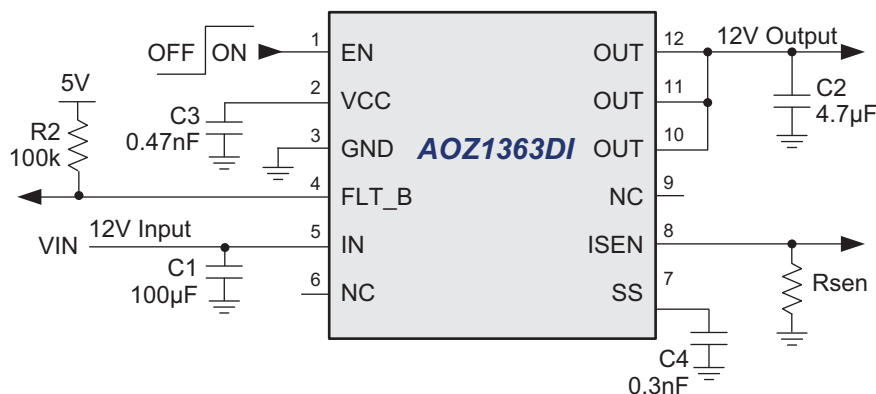 OFF ON
1
EN
OUT
12
12V Output
5V
C3
0.47nF
2
VCC
OUT
11
C2
4.7µF
R2
100k
3
GND
AOZ1363DI
OUT
10
4
FLT_B
NC
9
VIN
12V Input
5
IN
ISEN
8
C1
100µF
6
NC
SS
7
Rsen
C4
0.3nF